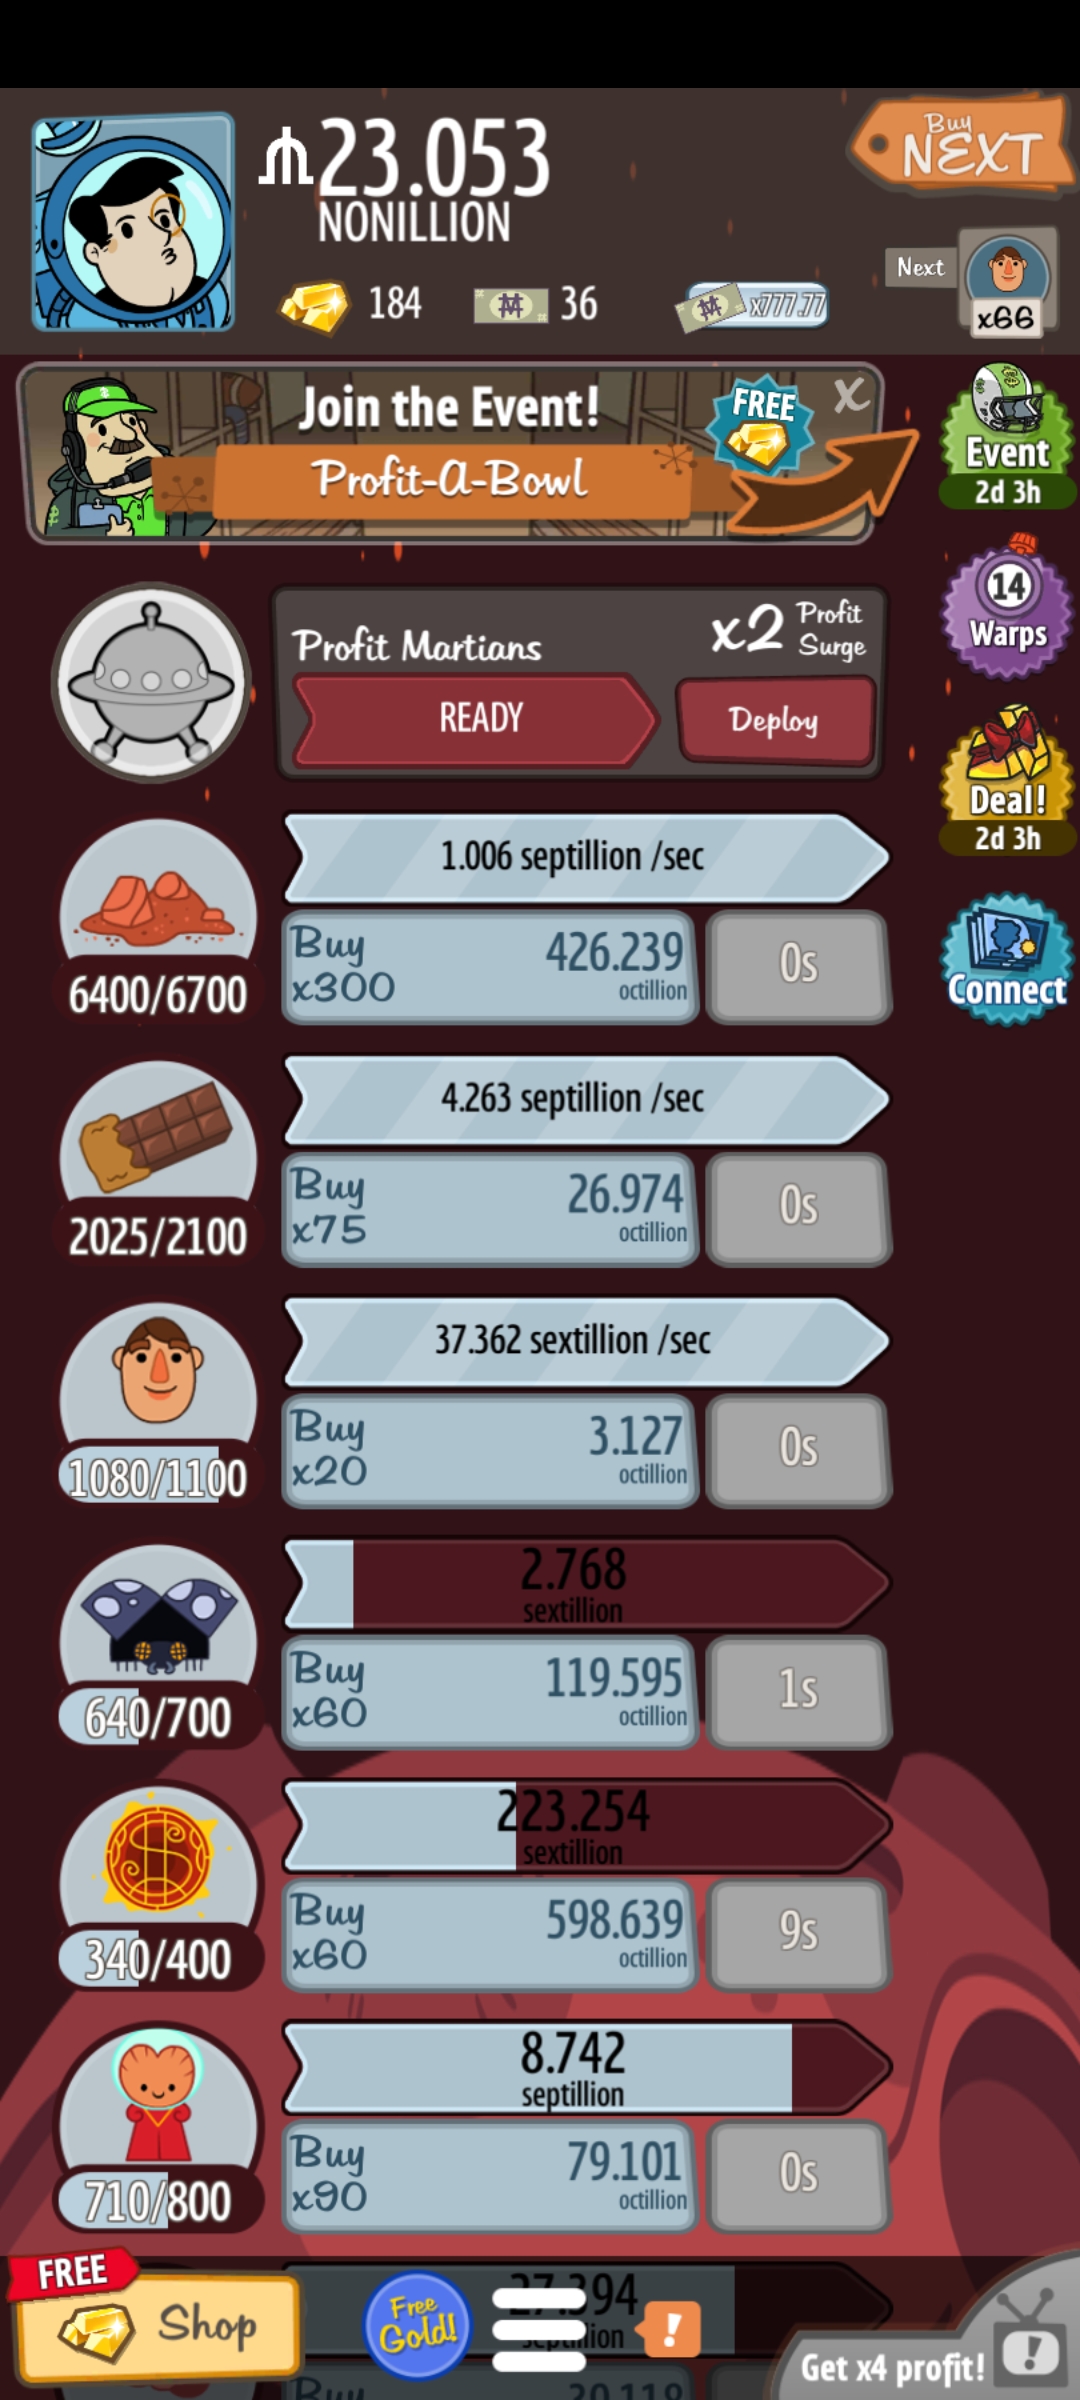 23.053
NONILLION
Buy
NEXT
184
36
x777.77
Next
x66
Join the Event!
Profit-A-Bowl
FREE
X
Event
2d 3h
14
Warps
Profit Martians
x2 Profit
Surge
READY
Deploy
Deal!
2d 3h
1.006 septillion /sec
Buy
x300
426.239
octillion
0s
6400/6700
Connect
4.263 septillion /sec
Buy
x75
26.974
octillion
0s
2025/2100
37.362 sextillion /sec
Buy
x20
3.127
octillion
0s
1080/1100
2.768
sextillion
Buy
x60
119.595
octillion
1s
640/700
223.254
sextillion
Buy
x60
598.639
octillion
9s
340/400
8.742
septillion
Buy
x90
79.101
octillion
0s
710/800
FREE
Shop
Free
Gold!
!
Get x4 profit!
!
Buy